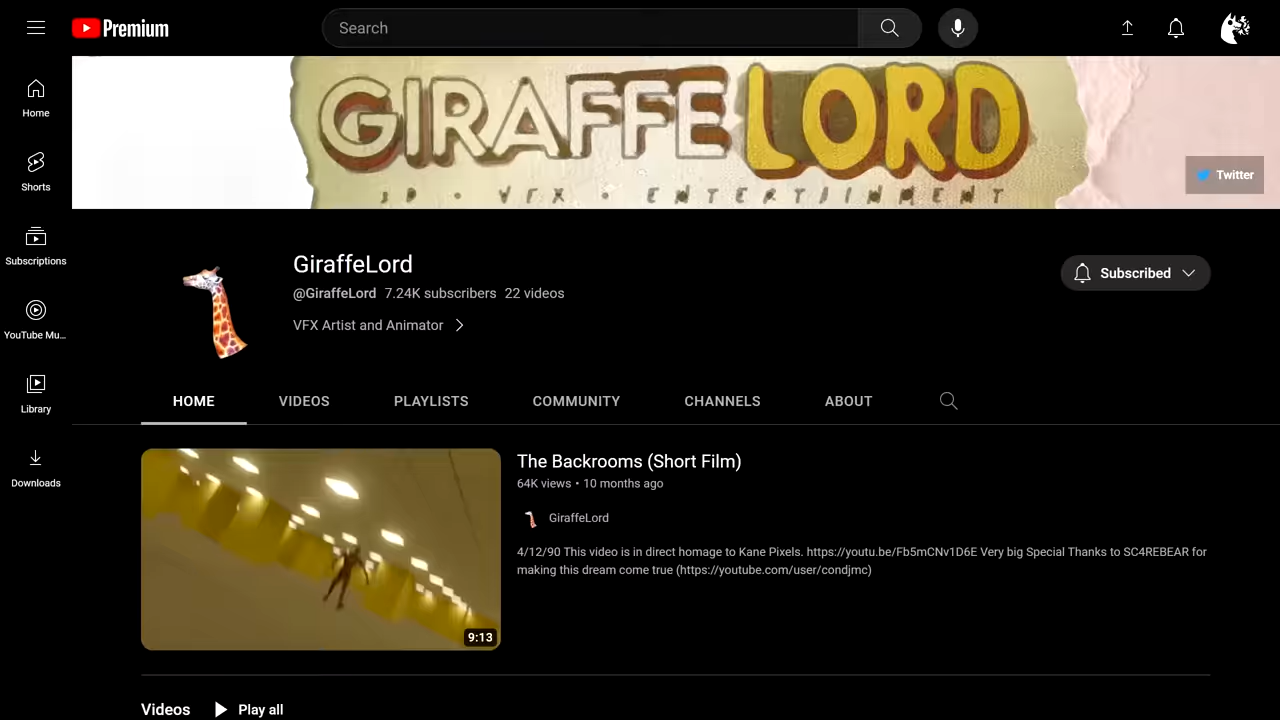 Premium
Search
GIRAFFELORD
3D • VFX • ENTERTAINMENT
Twitter
Home
Shorts
Subscriptions
YouTube Mu...
Library
Downloads
GiraffeLord
@GiraffeLord 7.24K subscribers 22 videos
VFX Artist and Animator
Subscribed
HOME VIDEOS PLAYLISTS COMMUNITY CHANNELS ABOUT
9:13
The Backrooms (Short Film)
64K views • 10 months ago
GiraffeLord
4/12/90 This video is in direct homage to Kane Pixels. https://youtu.be/Fb5mCNv1D6E Very big Special Thanks to SC4REBEAR for
making this dream come true (https://youtube.com/user/condjmc)
Videos Play all